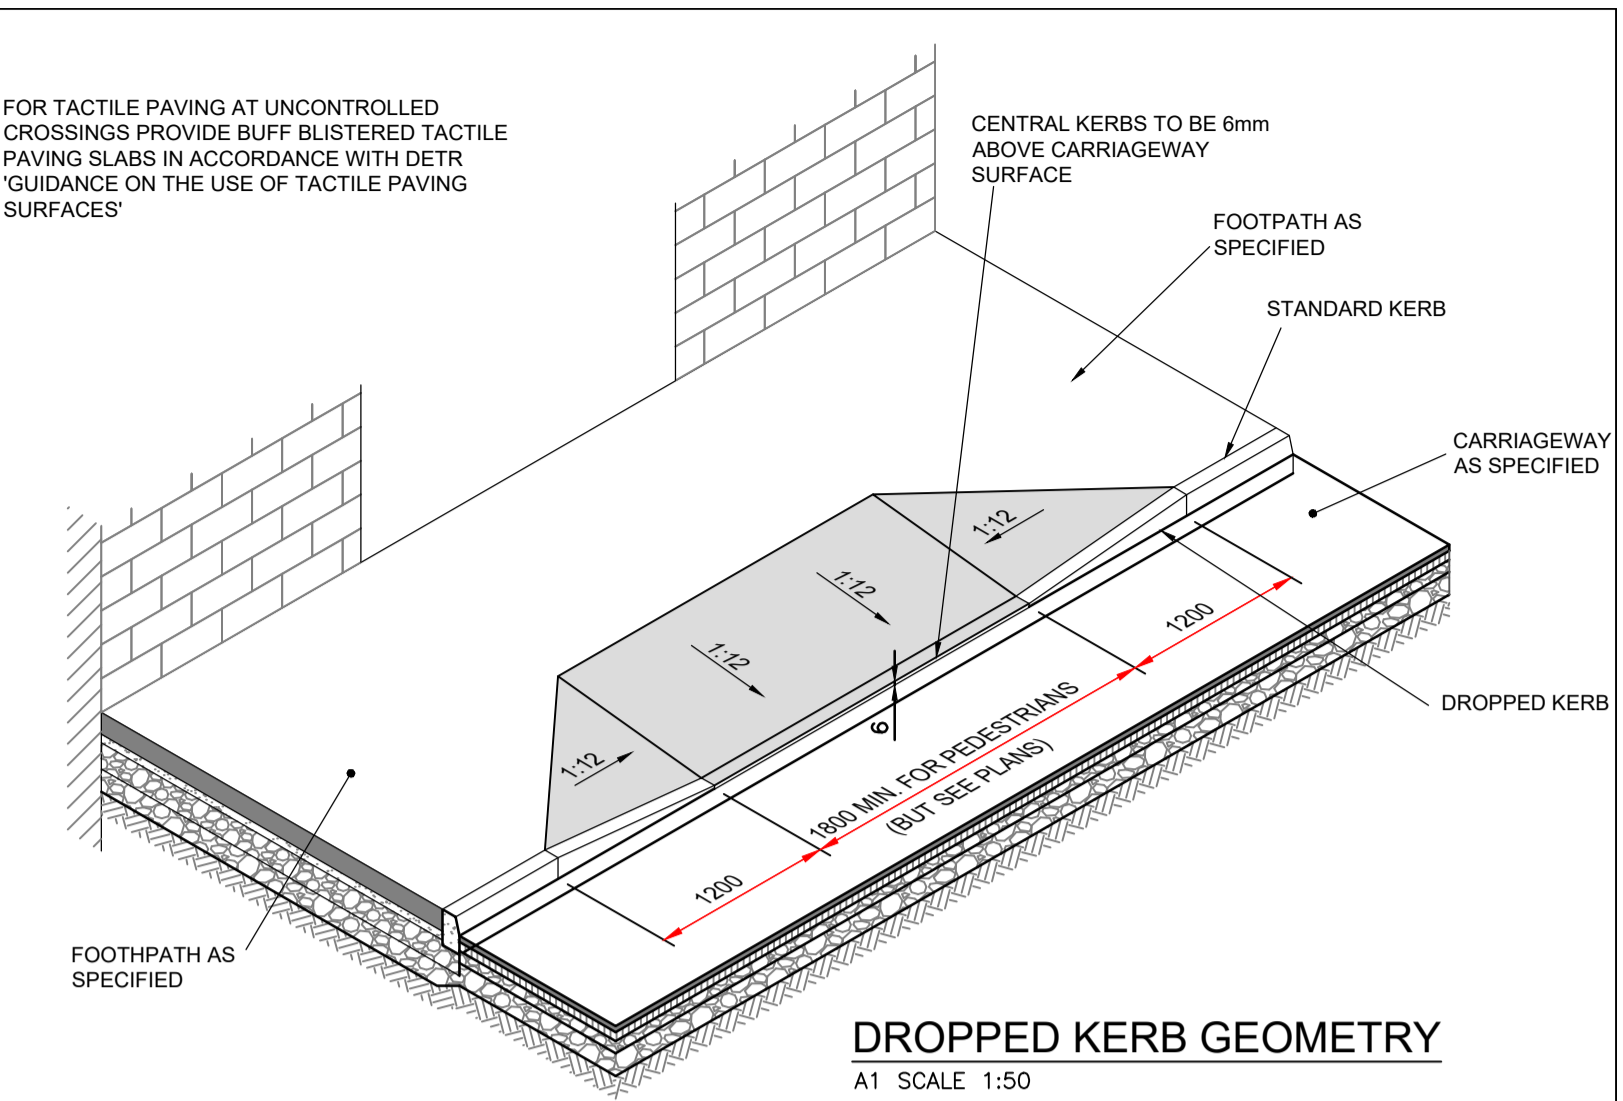 FOR TACTILE PAVING AT UNCONTROLLED
CROSSINGS PROVIDE BUFF BLISTERED TACTILE
PAVING SLABS IN ACCORDANCE WITH DETR
'GUIDANCE ON THE USE OF TACTILE PAVING
SURFACES'
CENTRAL KERBS TO BE 6mm
ABOVE CARRIAGEWAY
SURFACE
FOOTPATH AS
SPECIFIED
STANDARD KERB
CARRIAGEWAY
AS SPECIFIED
1:12
1:12
1:12
1:12
6
1200
1800 MIN. FOR PEDESTRIANS
(BUT SEE PLANS)
1200
DROPPED KERB
FOOTHPATH AS
SPECIFIED
DROPPED KERB GEOMETRY
A1 SCALE 1:50